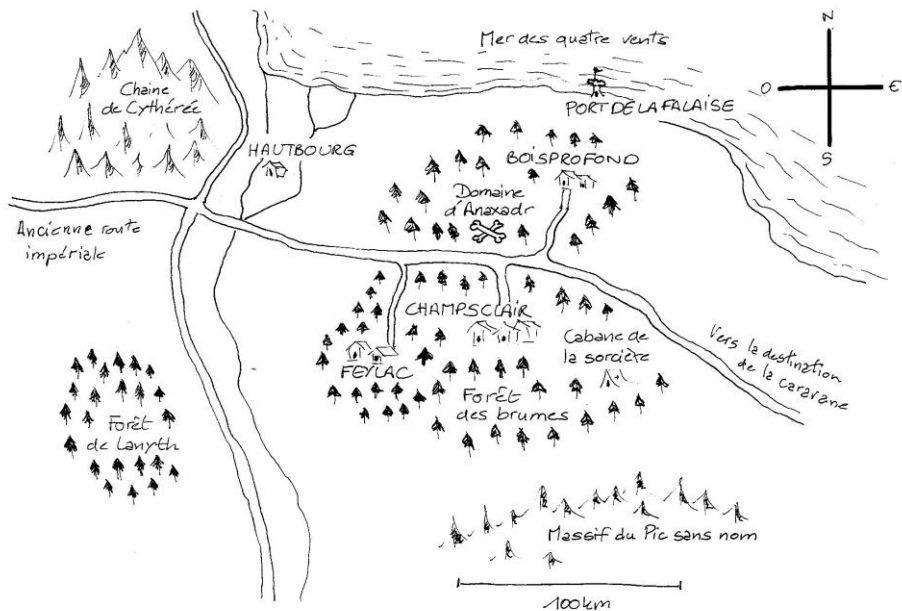 Mer des quatre vents
N
O
E
S
Chaine
de Cythérée
PORT DE LA FALAISE
HAUTBOURG
BOISPROFOND
Domaine
d'Anaxadr
Ancienne route
impériale
CHAMPSCLAIR
Cabane de
la sorcière
Vers la destination
de la caravane
FEYLAC
Forêt
des brumes
Forêt
de Lanyth
Massif du Pic sans nom
100km